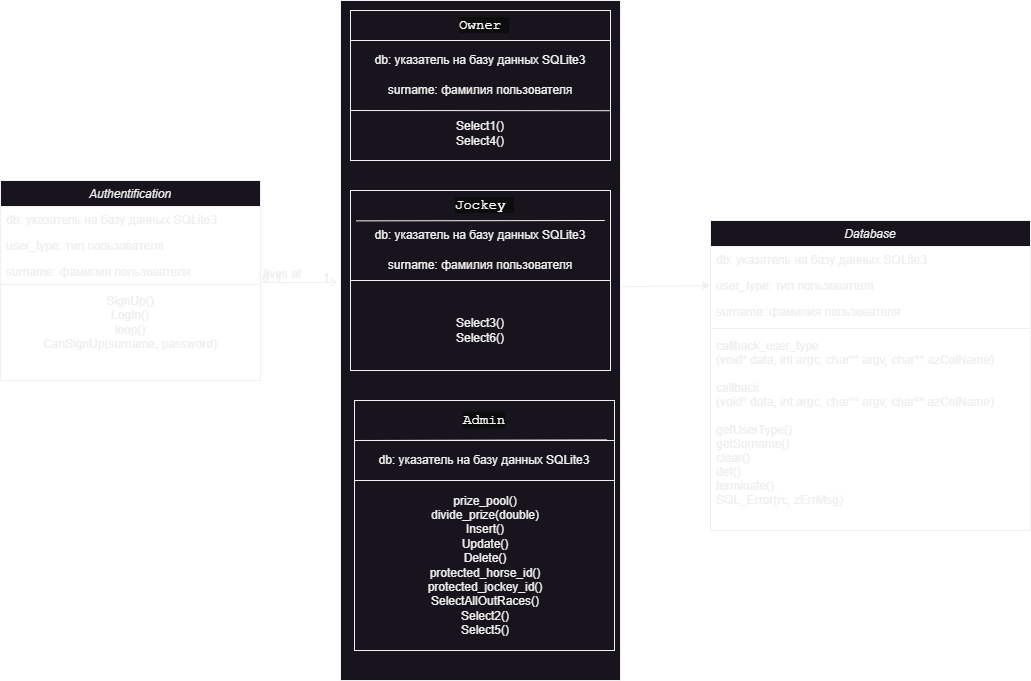 Authentification
db: указатель на базу данных SQLite3
user_type: тип пользователя
surname: фамилия пользователя
SignUp()
LogIn()
loop()
CanSignUp(surname, password)
lives at
1
Owner
db: указатель на базу данных SQLite3
surname: фамилия пользователя
Select1()
Select4()
Jockey
db: указатель на базу данных SQLite3
surname: фамилия пользователя
Select3()
Select6()
Admin
db: указатель на базу данных SQLite3
prize_pool()
divide_prize(double)
Insert()
Update()
Delete()
protected_horse_id()
protected_jockey_id()
SelectAllOutRaces()
Select2()
Select5()
Database
db: указатель на базу данных SQLite3
user_type: тип пользователя
surname: фамилия пользователя
callback_user_type
(void* data, int argc, char** argv, char** azColName)
callback
(void* data, int argc, char** argv, char** azColName)
getUserType()
getSurname()
clear()
def()
terminate()
SQL_Error(rc, zErrMsg)